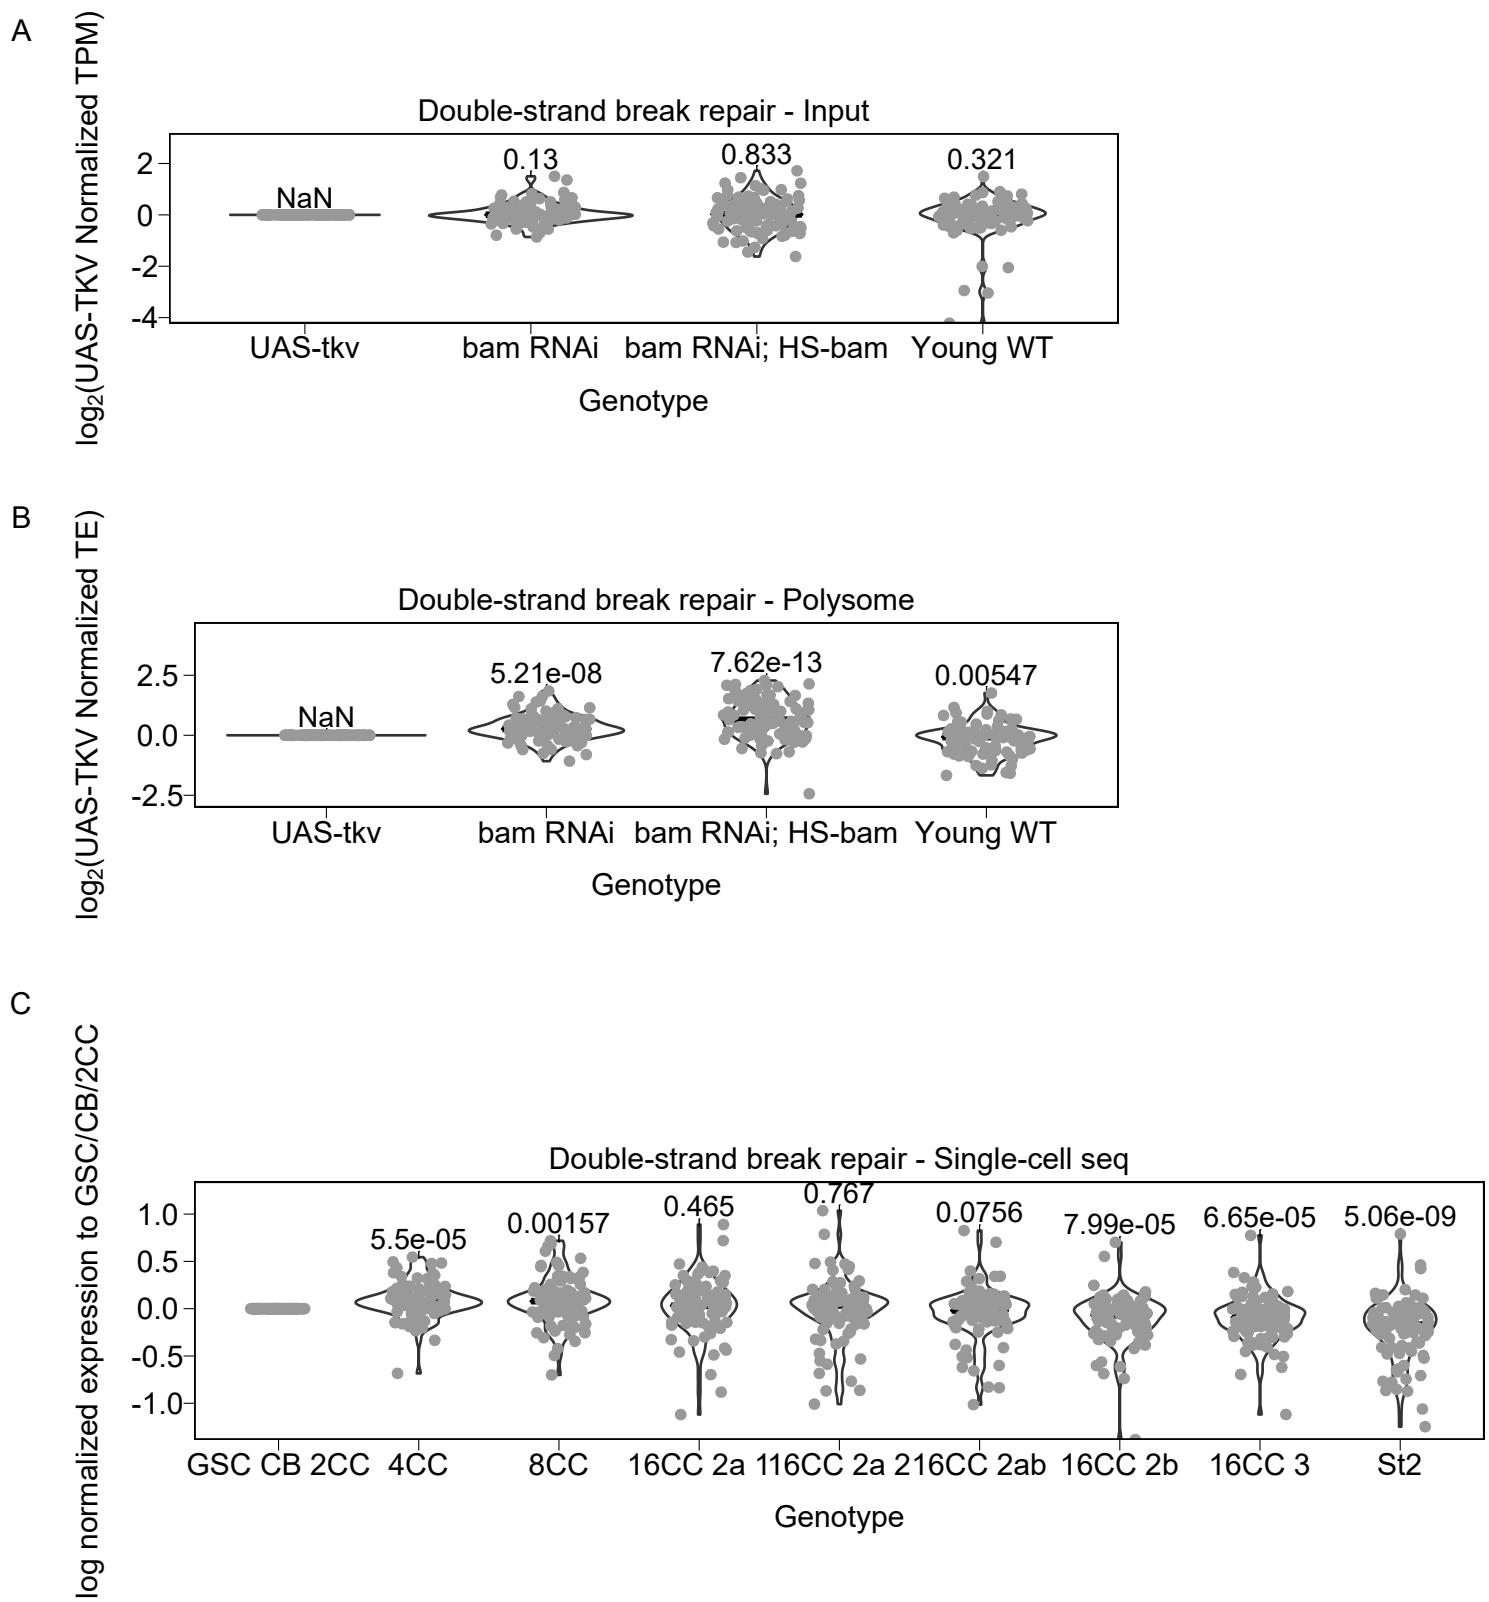 A
log₂(UAS-TKV Normalized TPM)
Double-strand break repair - Input
2
0
-2
-4
NaN
0.13
0.833
0.321
UAS-tkv
bam RNAi
bam RNAi; HS-bam
Young WT
Genotype
B
log₂(UAS-TKV Normalized TE)
Double-strand break repair - Polysome
2.5
0.0
-2.5
NaN
5.21e-08
7.62e-13
0.00547
UAS-tkv
bam RNAi
bam RNAi; HS-bam
Young WT
Genotype
C
log normalized expression to GSC/CB/2CC
Double-strand break repair - Single-cell seq
1.0
0.5
0.0
-0.5
-1.0
5.5e-05
0.00157
0.465
0.767
0.0756
7.99e-05
6.65e-05
5.06e-09
GSC CB 2CC
4CC
8CC
16CC 2a 1
16CC 2a 2
16CC 2ab
16CC 2b
16CC 3
St2
Genotype